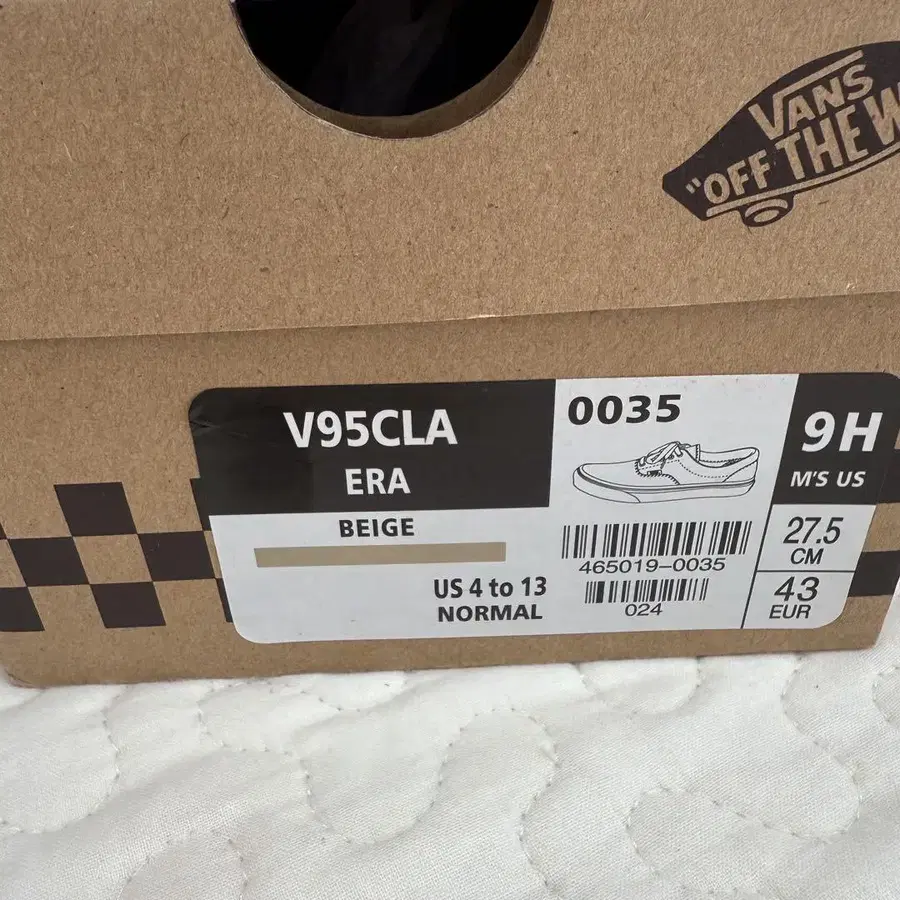 VANS
"OFF THE W
V95CLA
ERA
BEIGE
US 4 to 13
NORMAL
0035
465019-0035
024
9H
M'S US
27.5
CM
43
EUR